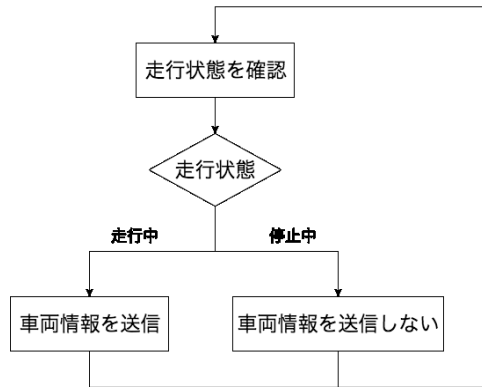 走行状態を確認
走行状態
走行中
停止中
車両情報を送信
車両情報を送信しない